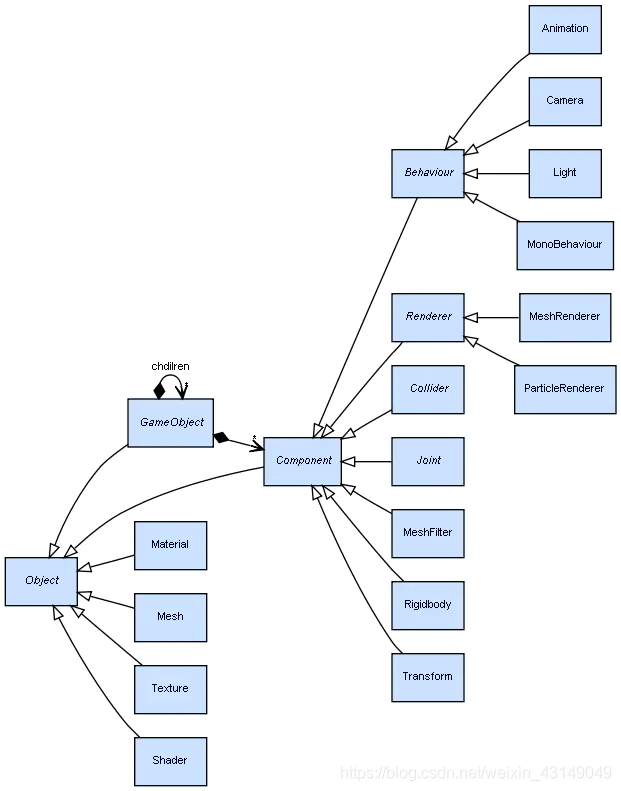 Animation
Camera
Behaviour
Light
MonoBehaviour
Renderer
MeshRenderer
chdilren
*
Collider
ParticleRenderer
GameObject
*
Component
Joint
Material
MeshFilter
Object
Mesh
Rigidbody
Texture
Transform
Shader
https://blog.csdn.net/weixin_43149049